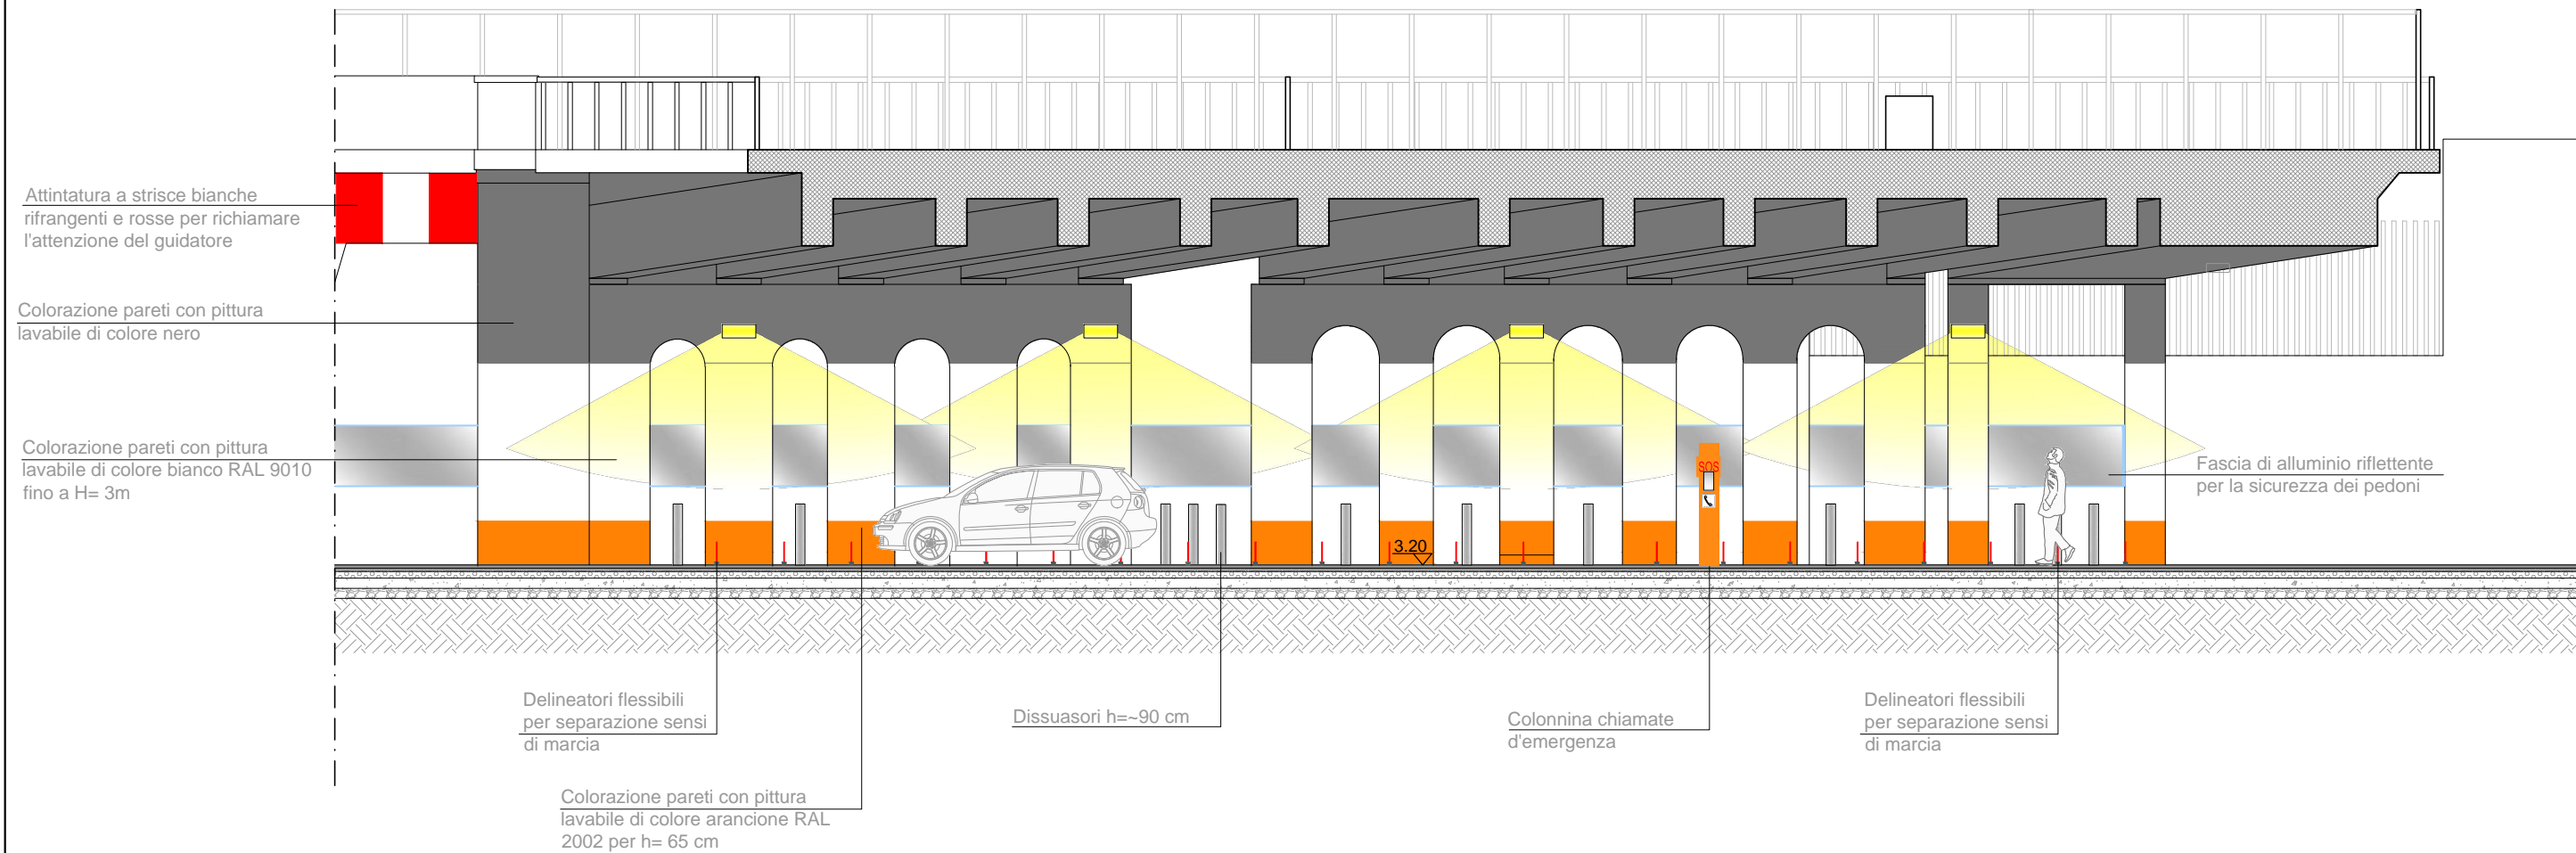 Attintatura a strisce bianche
rifrangenti e rosse per richiamare
l'attenzione del guidatore
Colorazione pareti con pittura
lavabile di colore nero
Colorazione pareti con pittura
lavabile di colore bianco RAL 9010
fino a H= 3m
SOS
Fascia di alluminio riflettente
per la sicurezza dei pedoni
3.20
Delineatori flessibili
per separazione sensi
di marcia
Dissuasori h=~90 cm
Colonnina chiamate
d'emergenza
Delineatori flessibili
per separazione sensi
di marcia
Colorazione pareti con pittura
lavabile di colore arancione RAL
2002 per h= 65 cm